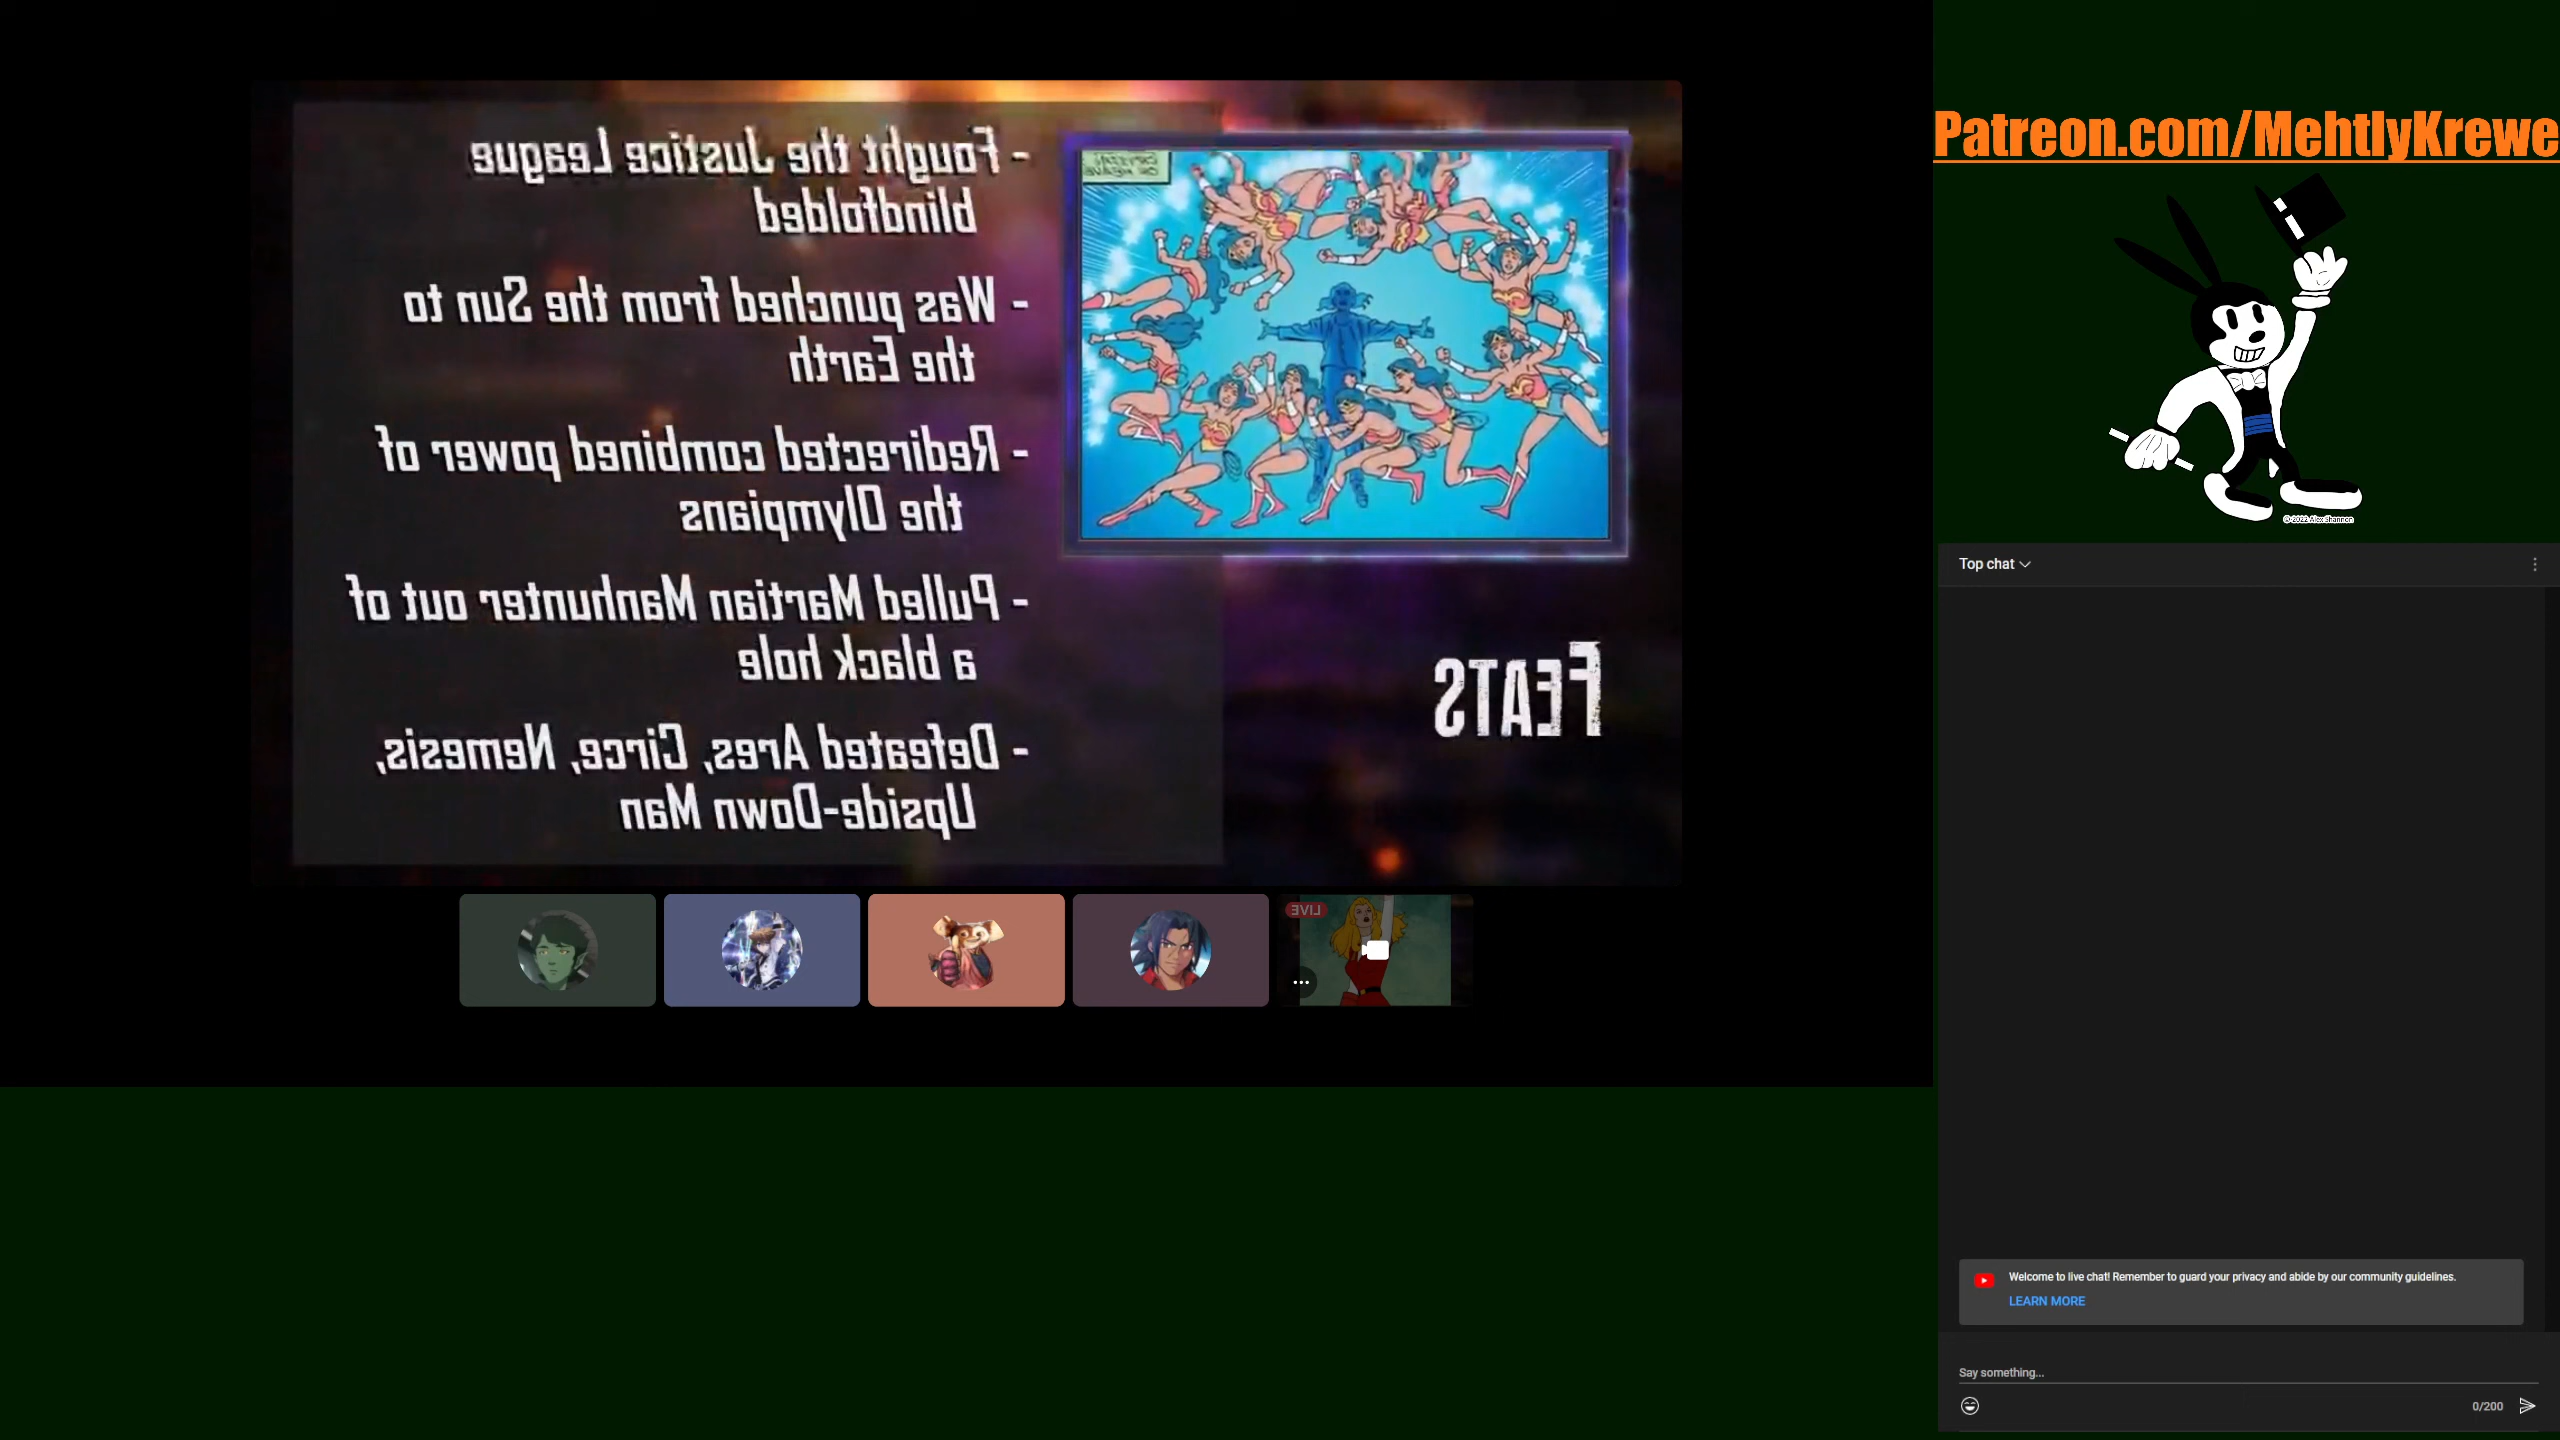 - Fought the Justice League
blindfolded
- Was punched from the Sun to
the Earth
- Redirected combined power of
the Olympians
- Pulled Martian Manhunter out of
a black hole
- Defeated Ares, Circe, Nemesis,
Upside-Down Man
FEATS
LIVE
Patreon.com/MehtlyKrewe
© 2022 Alex Shannon
Top chat
Welcome to live chat! Remember to guard your privacy and abide by our community guidelines.
LEARN MORE
Say something...
0/200